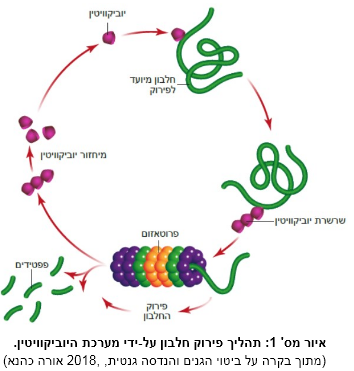 יוביקוויטין
חלבון מיועד
לפירוק
מיחזור יוביקוויטין
שרשרת יוביקוויטין
פרוטאזום
פפטידים
פירוק
החלבון
איור מס' 1: תהליך פירוק חלבון על-ידי מערכת היוביקוויטין.
(מתוך בקרה על ביטוי הגנים והנדסה גנטית, ,2018 אורה כהנא)